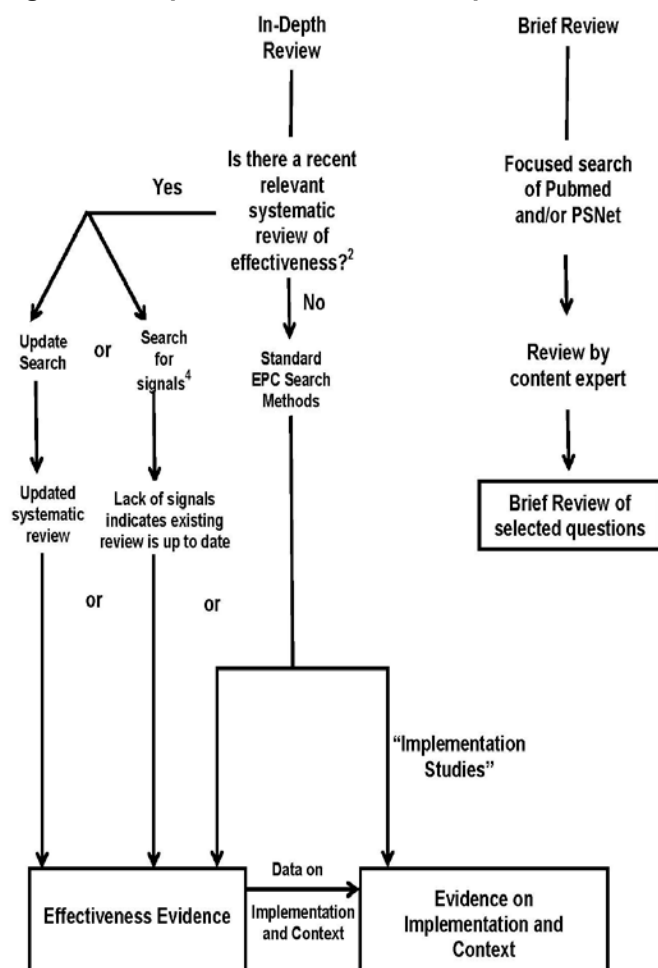 In-Depth
Review
Brief Review
Is there a recent
relevant
systematic
review of
effectiveness?2
Yes
Focused search
of Pubmed
and/or PSNet
No
Update
Search
or
Search
for
signals4
Standard
EPC Search
Methods
Review by
content expert
Updated
systematic
review
Lack of signals
indicates existing
review is up to date
Brief Review of
selected questions
or
or
“Implementation
Studies”
Effectiveness Evidence
Data on
Implementation
and Context
Evidence on
Implementation and
Context